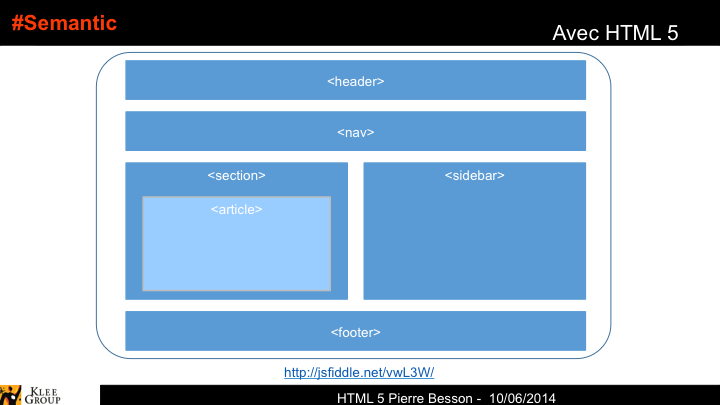 #Semantic
Avec HTML 5
<header>
<nav>
<section>
<sidebar>
<article>
<footer>
http://jsfiddle.net/vwL3W/
KLEE
GROUP
HTML 5 Pierre Besson - 10/06/2014